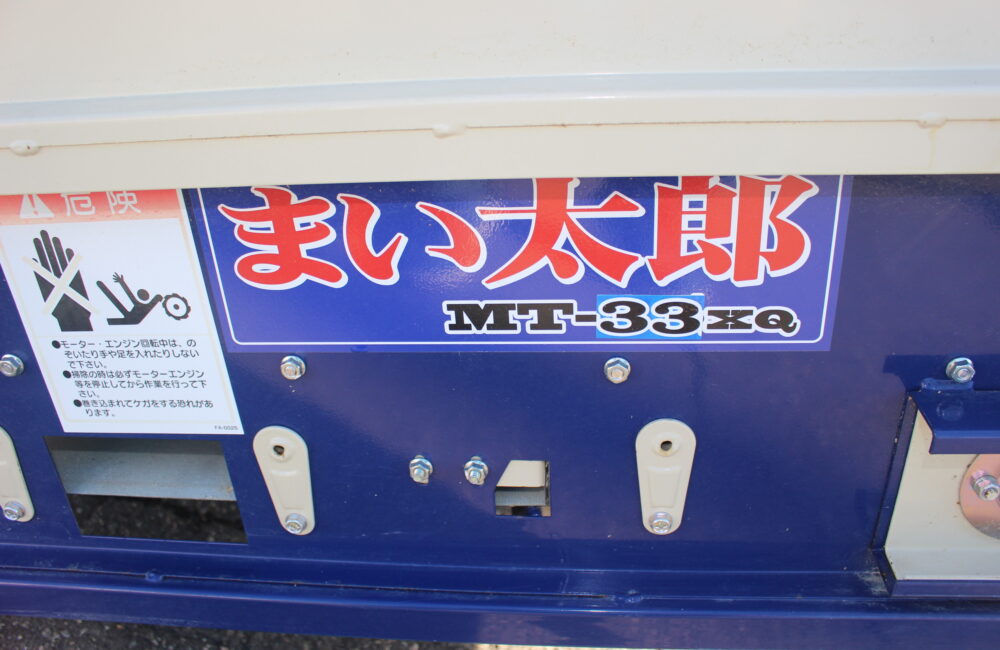 危険
まい太郎
MT-33XQ
●モーター・エンジン回転中は、の
ぞいたり手や足を入れたりしない
で下さい。
●掃除の時は必ずモーターエンジン
等を停止してから作業を行って下
さい。
●巻き込まれてケガをする恐れがあ
ります。
FX-0025